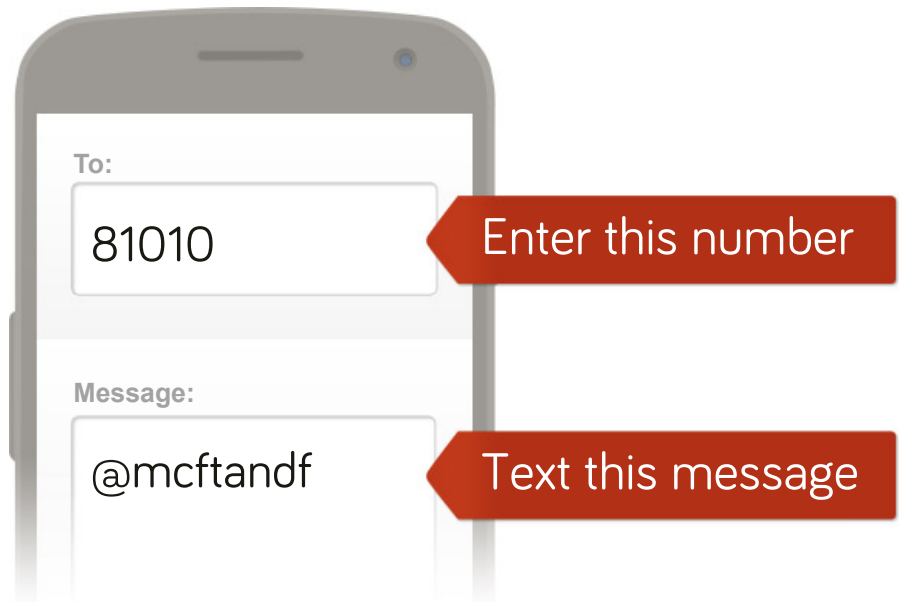 To:
81010
Enter this number
Message:
@mcftandf
Text this message